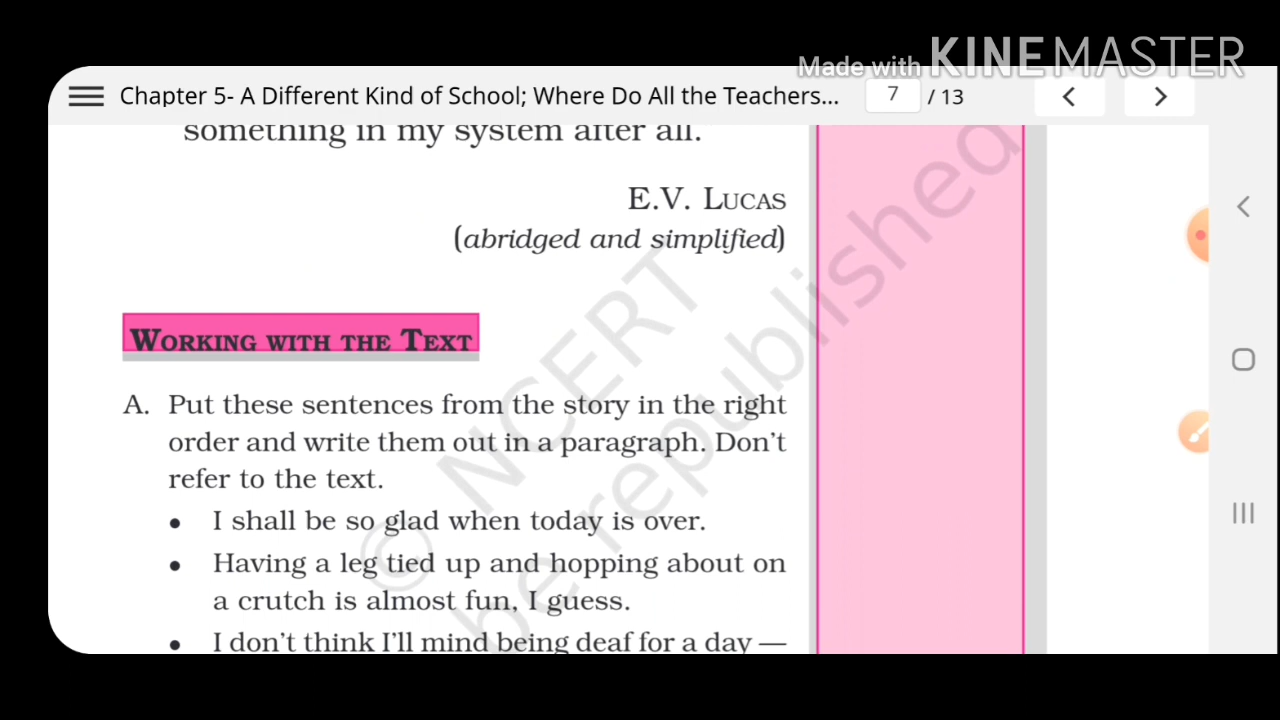 Made with KINEMASTER
Chapter 5- A Different Kind of School; Where Do All the Teachers... 7 / 13
something in my system after all.
E.V. LUCAS
(abridged and simplified)
WORKING WITH THE TEXT
A. Put these sentences from the story in the right
order and write them out in a paragraph. Don't
refer to the text.
• I shall be so glad when today is over.
• Having a leg tied up and hopping about on
a crutch is almost fun, I guess.
• I don't think I'll mind being deaf for a day —
© NCERT
be republished